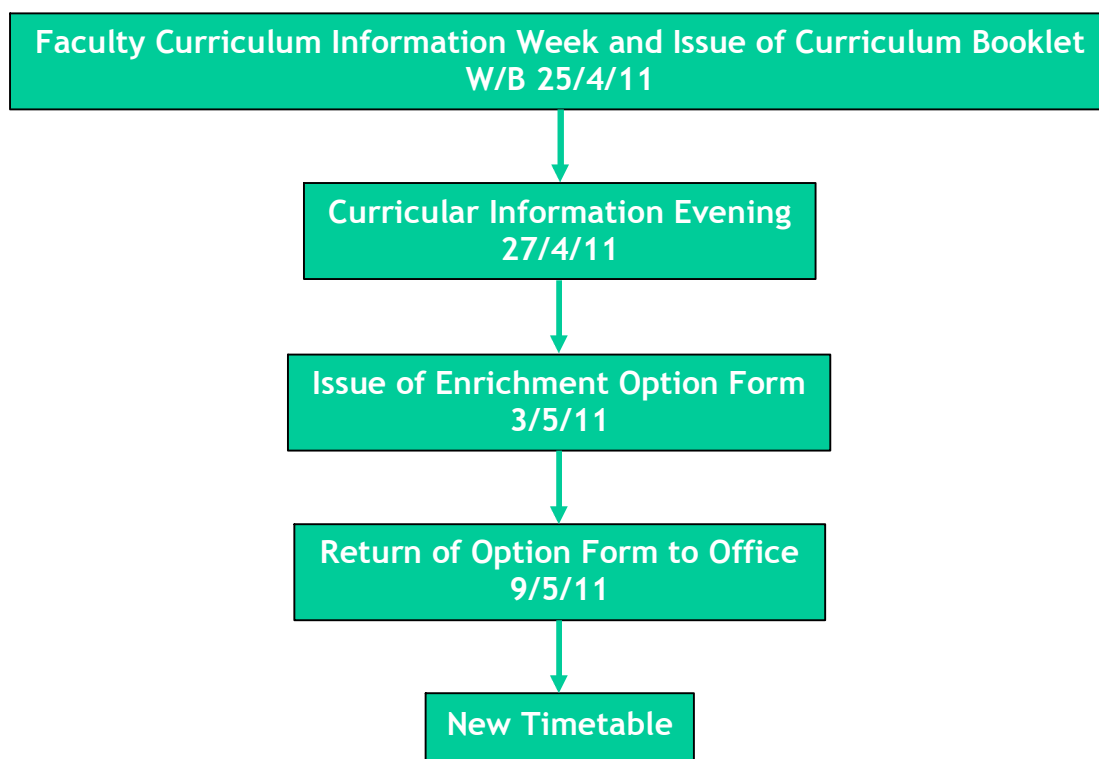 Faculty Curriculum Information Week and Issue of Curriculum Booklet
W/B 25/4/11
Curricular Information Evening
27/4/11
Issue of Enrichment Option Form
3/5/11
Return of Option Form to Office
9/5/11
New Timetable